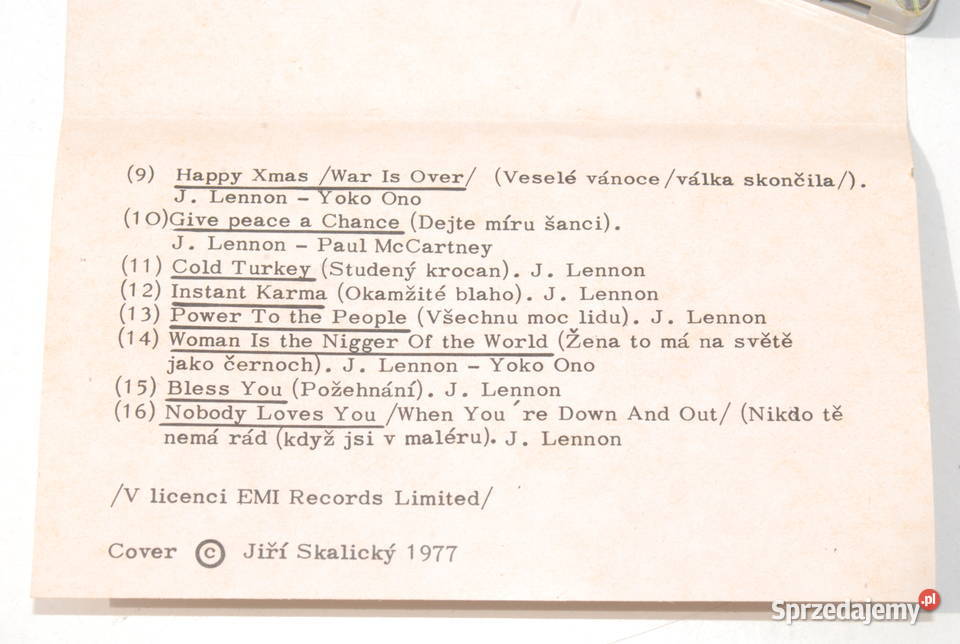 (9) Happy Xmas /War Is Over/ (Veselé vánoce/válka skončila/).
J. Lennon - Yoko Ono
(10) Give peace a Chance (Dejte míru šanci).
J. Lennon - Paul McCartney
(11) Cold Turkey (Studený krocan). J. Lennon
(12) Instant Karma (Okamžité blaho). J. Lennon
(13) Power To the People (Všechnu moc lidu). J. Lennon
(14) Woman Is the Nigger Of the World (Žena to má na světě
jako černoch). J. Lennon - Yoko Ono
(15) Bless You (Požehnání). J. Lennon
(16) Nobody Loves You /When You´re Down And Out/ (Nikdo tě
nemá rád (když jsi v maléru). J. Lennon
/V licenci EMI Records Limited/
Cover © Jiří Skalický 1977
Sprzedajemy.pl